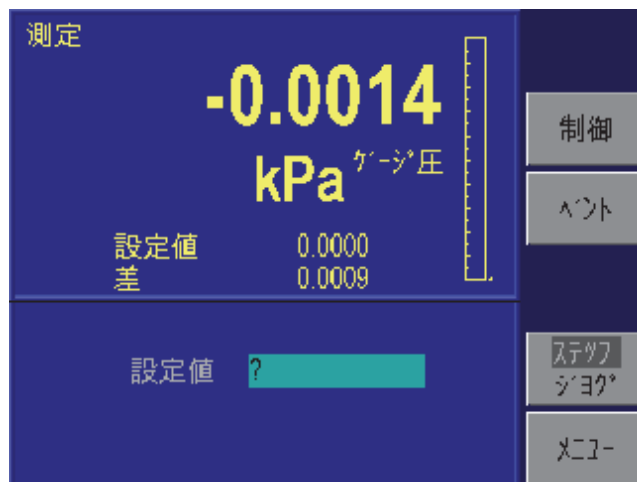 測定
-0.0014
kPa ゲージ圧
設定値 0.0000
差 0.0009
設定値 ?
制御
ベント
ステップ
ジョグ
メニュー